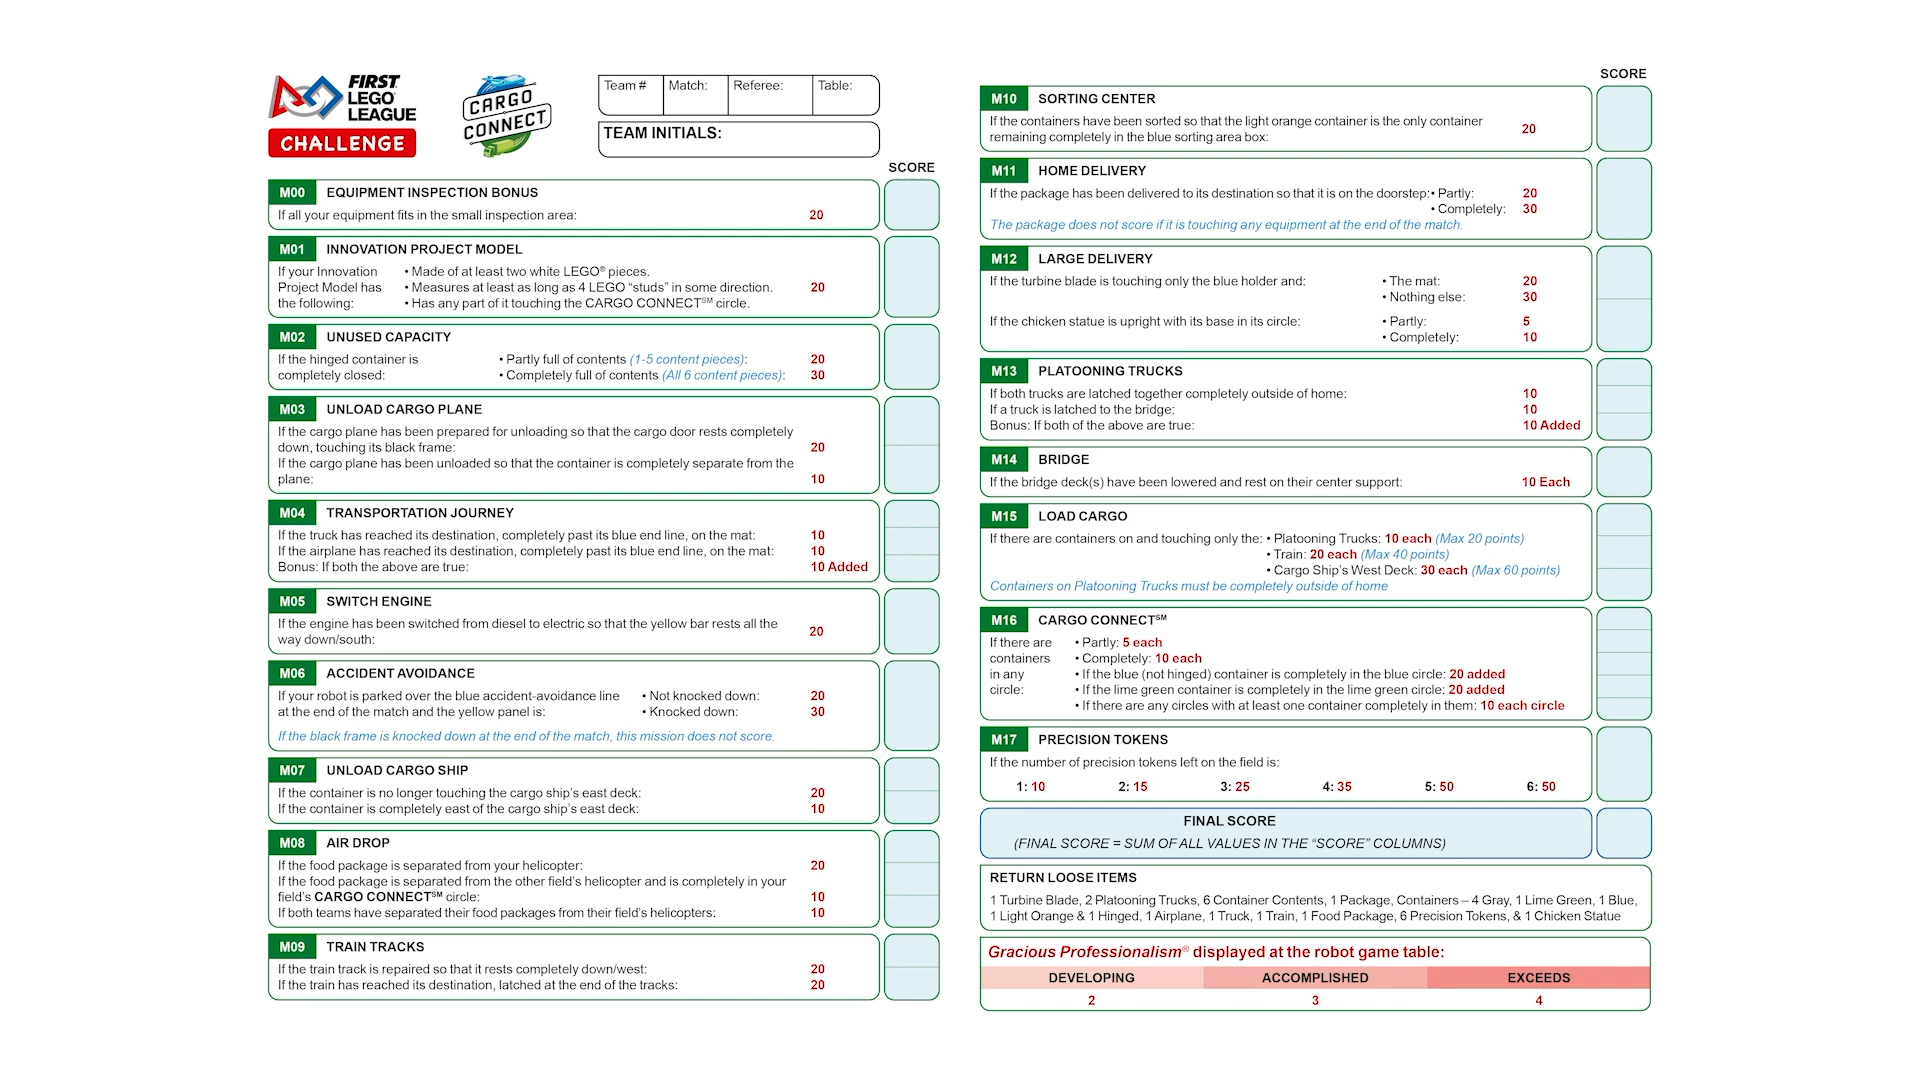 FIRST
LEGO
LEAGUE
CHALLENGE
CARGO
CONNECT
Team # Match: Referee: Table:
TEAM INITIALS:
SCORE
M00 EQUIPMENT INSPECTION BONUS
If all your equipment fits in the small inspection area: 20
M01 INNOVATION PROJECT MODEL
If your Innovation • Made of at least two white LEGO® pieces.
Project Model has • Measures at least as long as 4 LEGO “studs” in some direction. 20
the following: • Has any part of it touching the CARGO CONNECT℠ circle.
M02 UNUSED CAPACITY
If the hinged container is • Partly full of contents (1-5 content pieces): 20
completely closed: • Completely full of contents (All 6 content pieces): 30
M03 UNLOAD CARGO PLANE
If the cargo plane has been prepared for unloading so that the cargo door rests completely
down, touching its black frame: 20
If the cargo plane has been unloaded so that the container is completely separate from the
plane: 10
M04 TRANSPORTATION JOURNEY
If the truck has reached its destination, completely past its blue end line, on the mat: 10
If the airplane has reached its destination, completely past its blue end line, on the mat: 10
Bonus: If both the above are true: 10 Added
M05 SWITCH ENGINE
If the engine has been switched from diesel to electric so that the yellow bar rests all the
way down/south: 20
M06 ACCIDENT AVOIDANCE
If your robot is parked over the blue accident-avoidance line • Not knocked down: 20
at the end of the match and the yellow panel is: • Knocked down: 30
If the black frame is knocked down at the end of the match, this mission does not score.
M07 UNLOAD CARGO SHIP
If the container is no longer touching the cargo ship’s east deck: 20
If the container is completely east of the cargo ship’s east deck: 10
M08 AIR DROP
If the food package is separated from your helicopter: 20
If the food package is separated from the other field’s helicopter and is completely in your
field’s CARGO CONNECT℠ circle: 10
If both teams have separated their food packages from their field’s helicopters: 10
M09 TRAIN TRACKS
If the train track is repaired so that it rests completely down/west: 20
If the train has reached its destination, latched at the end of the tracks: 20
SCORE
M10 SORTING CENTER
If the containers have been sorted so that the light orange container is the only container
remaining completely in the blue sorting area box: 20
M11 HOME DELIVERY
If the package has been delivered to its destination so that it is on the doorstep: • Partly: 20
• Completely: 30
The package does not score if it is touching any equipment at the end of the match.
M12 LARGE DELIVERY
If the turbine blade is touching only the blue holder and: • The mat: 20
• Nothing else: 30
If the chicken statue is upright with its base in its circle: • Partly: 5
• Completely: 10
M13 PLATOONING TRUCKS
If both trucks are latched together completely outside of home: 10
If a truck is latched to the bridge: 10
Bonus: If both of the above are true: 10 Added
M14 BRIDGE
If the bridge deck(s) have been lowered and rest on their center support: 10 Each
M15 LOAD CARGO
If there are containers on and touching only the: • Platooning Trucks: 10 each (Max 20 points)
• Train: 20 each (Max 40 points)
• Cargo Ship’s West Deck: 30 each (Max 60 points)
Containers on Platooning Trucks must be completely outside of home
M16 CARGO CONNECT℠
If there are • Partly: 5 each
containers • Completely: 10 each
in any • If the blue (not hinged) container is completely in the blue circle: 20 added
circle: • If the lime green container is completely in the lime green circle: 20 added
• If there are any circles with at least one container completely in them: 10 each circle
M17 PRECISION TOKENS
If the number of precision tokens left on the field is:
1: 10 2: 15 3: 25 4: 35 5: 50 6: 50
FINAL SCORE
(FINAL SCORE = SUM OF ALL VALUES IN THE “SCORE” COLUMNS)
RETURN LOOSE ITEMS
1 Turbine Blade, 2 Platooning Trucks, 6 Container Contents, 1 Package, Containers – 4 Gray, 1 Lime Green, 1 Blue,
1 Light Orange & 1 Hinged, 1 Airplane, 1 Truck, 1 Train, 1 Food Package, 6 Precision Tokens, & 1 Chicken Statue
Gracious Professionalism® displayed at the robot game table:
DEVELOPING ACCOMPLISHED EXCEEDS
2 3 4